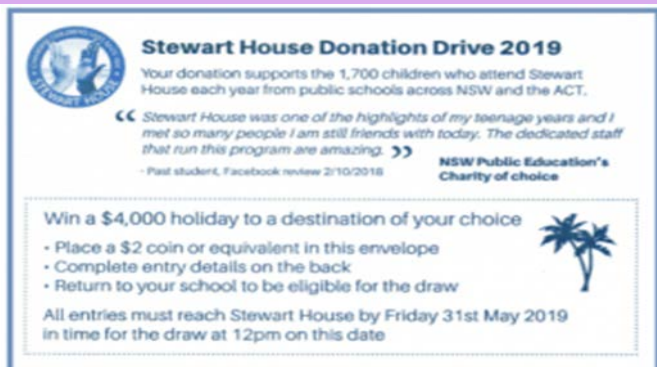 Stewart House Donation Drive 2019
Your donation supports the 1,700 children who attend Stewart
House each year from public schools across NSW and the ACT.
“ Stewart House was one of the highlights of my teenage years and I
met so many people I am still friends with today. The dedicated staff
that run this program are amazing. ”
- Past student, Facebook review 2/10/2018
NSW Public Education's
Charity of choice
STEWART HOUSE
Win a $4,000 holiday to a destination of your choice
• Place a $2 coin or equivalent in this envelope
• Complete entry details on the back
• Return to your school to be eligible for the draw
All entries must reach Stewart House by Friday 31st May 2019
in time for the draw at 12pm on this date